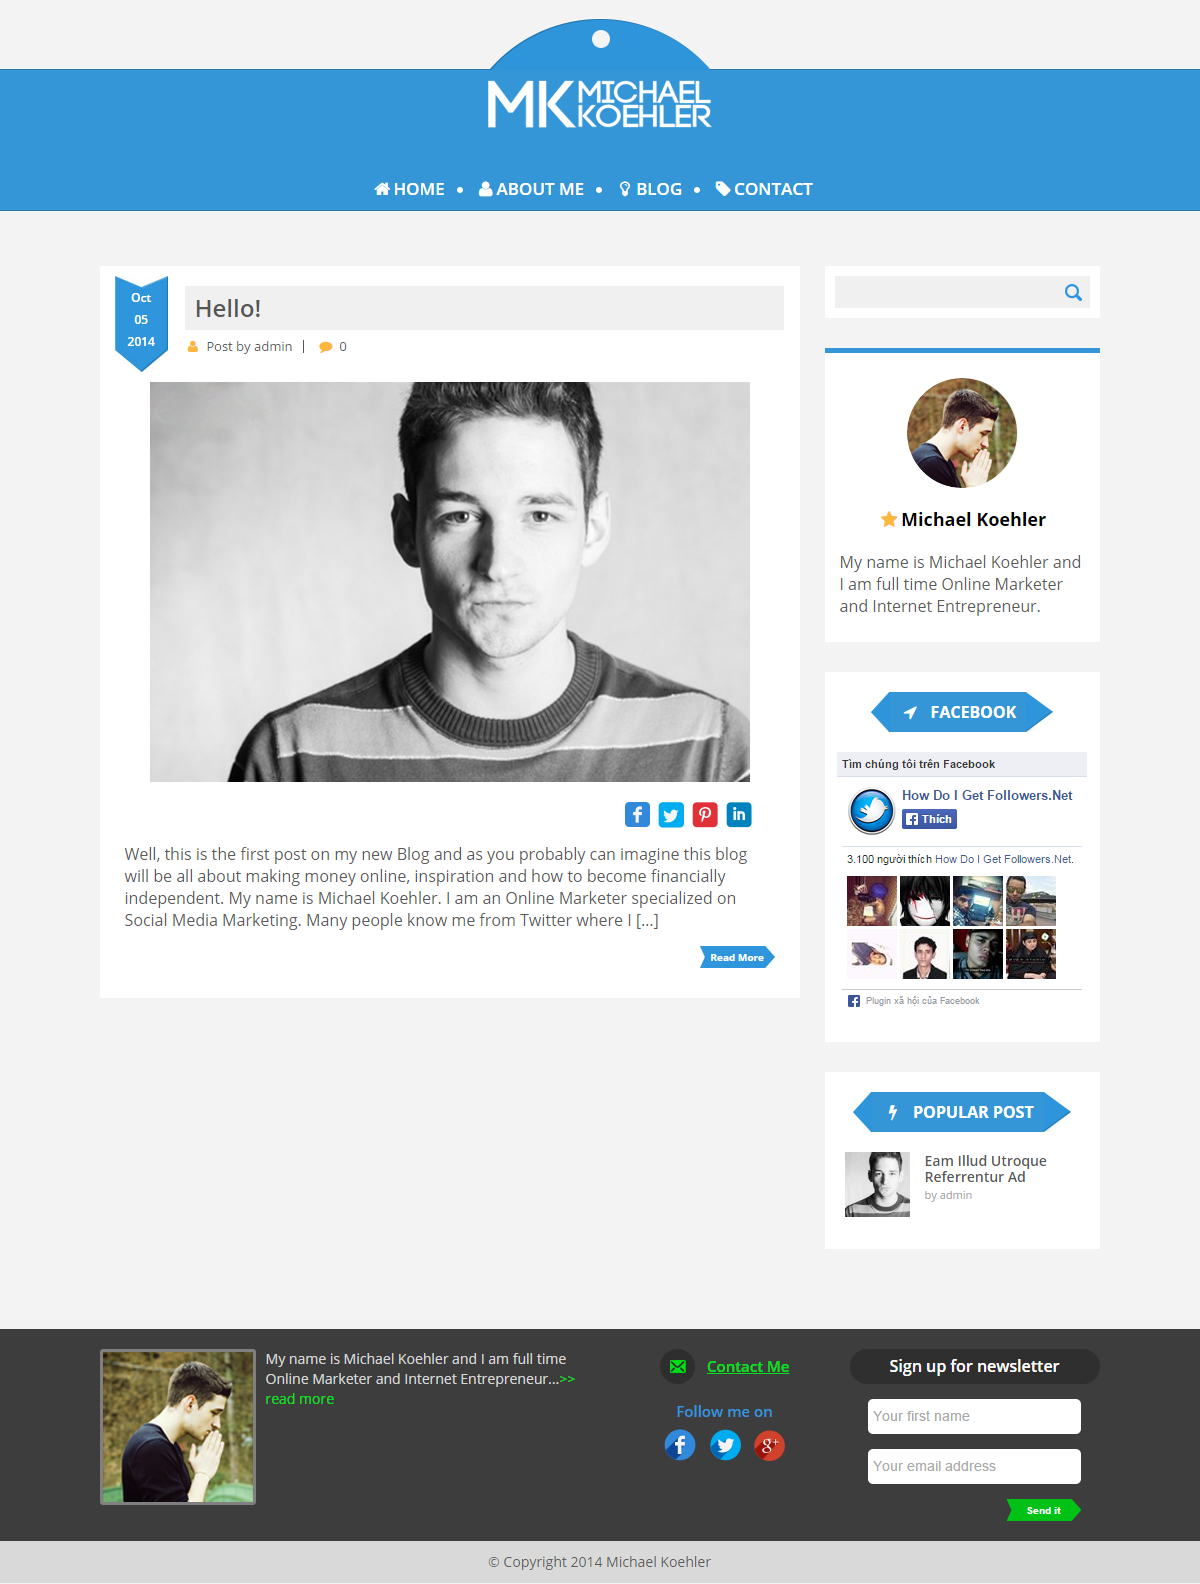 MK MICHAEL
KOEHLER
HOME • ABOUT ME • BLOG • CONTACT
Oct
05
2014
Hello!
Post by admin | 0
Well, this is the first post on my new Blog and as you probably can imagine this blog
will be all about making money online, inspiration and how to become financially
independent. My name is Michael Koehler. I am an Online Marketer specialized on
Social Media Marketing. Many people know me from Twitter where I [...]
Read More
Michael Koehler
My name is Michael Koehler and
I am full time Online Marketer
and Internet Entrepreneur.
FACEBOOK
Tìm chúng tôi trên Facebook
How Do I Get Followers.Net
Thích
3.100 người thích How Do I Get Followers.Net.
Plugin xã hội của Facebook
POPULAR POST
Eam Illud Utroque
Referrentur Ad
by admin
My name is Michael Koehler and I am full time
Online Marketer and Internet Entrepreneur...>>
read more
Contact Me
Follow me on
Sign up for newsletter
Your first name
Your email address
Send it
© Copyright 2014 Michael Koehler